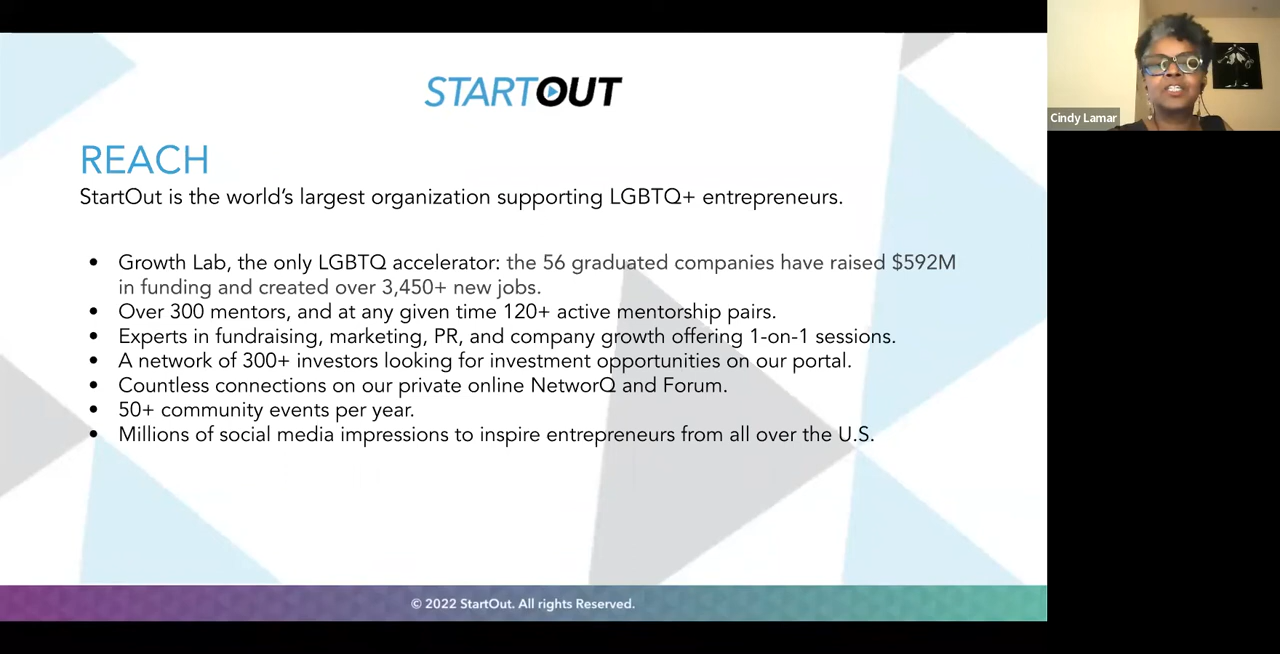 STARTOUT
Cindy Lamar
REACH
StartOut is the world’s largest organization supporting LGBTQ+ entrepreneurs.
• Growth Lab, the only LGBTQ accelerator: the 56 graduated companies have raised $592M
in funding and created over 3,450+ new jobs.
• Over 300 mentors, and at any given time 120+ active mentorship pairs.
• Experts in fundraising, marketing, PR, and company growth offering 1-on-1 sessions.
• A network of 300+ investors looking for investment opportunities on our portal.
• Countless connections on our private online NetworQ and Forum.
• 50+ community events per year.
• Millions of social media impressions to inspire entrepreneurs from all over the U.S.
© 2022 StartOut. All rights Reserved.